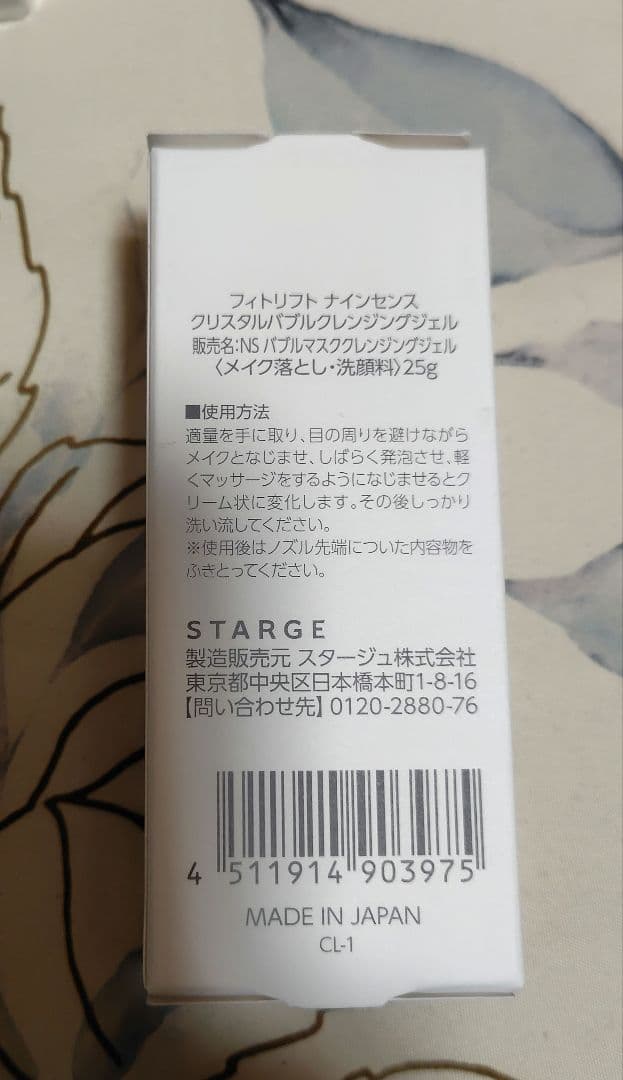 フィトリフト ナインセンス
クリスタルバブルクレンジングジェル
販売名:NS バブルマスククレンジングジェル
〈メイク落とし・洗顔料〉25g
■使用方法
適量を手に取り、目の周りを避けながら
メイクとなじませ、しばらく発泡させ、軽
くマッサージをするようになじませるとク
リーム状に変化します。その後しっかり
洗い流してください。
※使用後はノズル先端についた内容物を
ふきとってください。
STARGE
製造販売元 スタージュ株式会社
東京都中央区日本橋本町1-8-16
【問い合わせ先】0120-2880-76
4 511914 903975
MADE IN JAPAN
CL-1